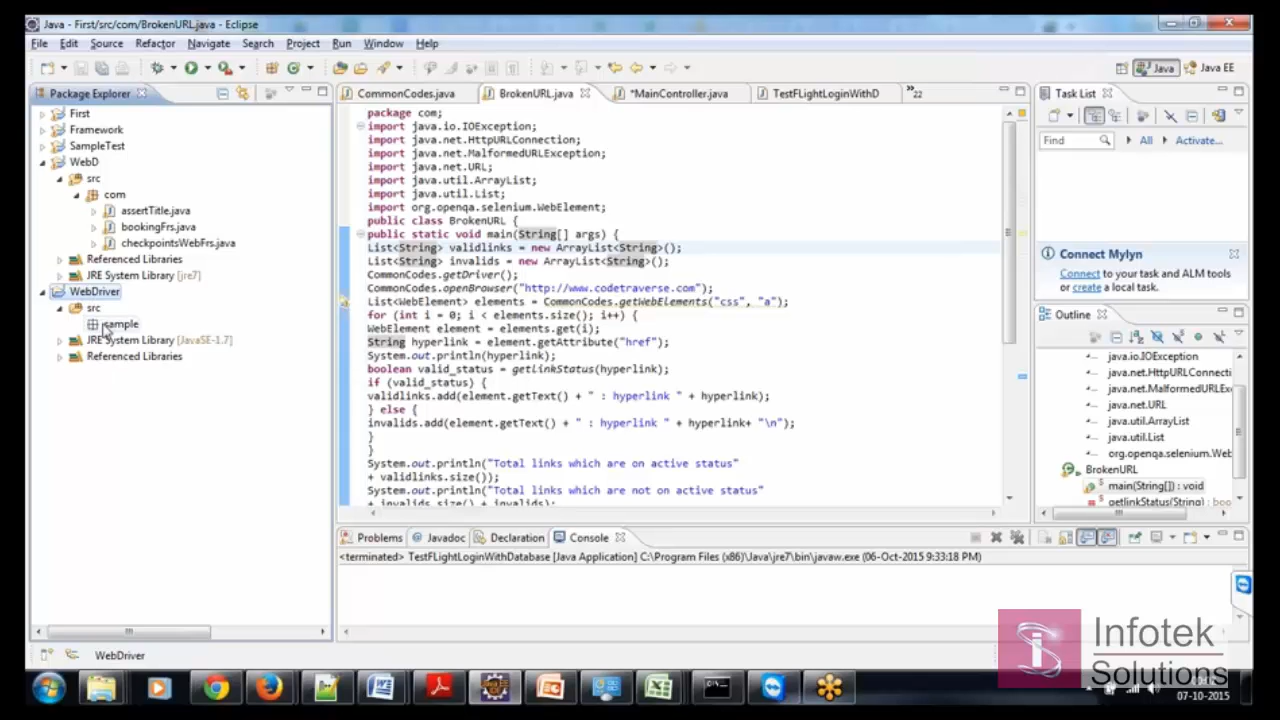 Java - First/src/com/BrokenURL.java - Eclipse
File Edit Source Refactor Navigate Search Project Run Window Help
Java Java EE
Package Explorer
First
Framework
SampleTest
WebD
src
com
assertTitle.java
bookingFrs.java
checkpointsWebFrs.java
Referenced Libraries
JRE System Library [jre7]
WebDriver
src
sample
JRE System Library [JavaSE-1.7]
Referenced Libraries
CommonCodes.java BrokenURL.java *MainController.java TestFLightLoginWithD »22
package com;
import java.io.IOException;
import java.net.HttpURLConnection;
import java.net.MalformedURLException;
import java.net.URL;
import java.util.ArrayList;
import java.util.List;
import org.openqa.selenium.WebElement;
public class BrokenURL {
public static void main(String[] args) {
List<String> validlinks = new ArrayList<String>();
List<String> invalids = new ArrayList<String>();
CommonCodes.getDriver();
CommonCodes.openBrowser("http://www.codetraverse.com");
List<WebElement> elements = CommonCodes.getWebElements("css", "a");
for (int i = 0; i < elements.size(); i++) {
WebElement element = elements.get(i);
String hyperlink = element.getAttribute("href");
System.out.println(hyperlink);
boolean valid_status = getlinkStatus(hyperlink);
if (valid_status) {
validlinks.add(element.getText() + " : hyperlink " + hyperlink);
} else {
invalids.add(element.getText() + " : hyperlink " + hyperlink+ "\n");
}
}
System.out.println("Total links which are on active status"
+ validlinks.size());
System.out.println("Total links which are not on active status"
+ invalids.size() + invalids);
Task List
Find All Activate...
Connect Mylyn
Connect to your task and ALM tools
or create a local task.
Outline
java.io.IOException
java.net.HttpURLConnecti
java.net.MalformedURLEx
java.net.URL
java.util.ArrayList
java.util.List
org.openqa.selenium.Web
BrokenURL
main(String[]) : void
getlinkStatus(String) : boo
Problems Javadoc Declaration Console
<terminated> TestFLightLoginWithDatabase [Java Application] C:\Program Files (x86)\Java\jre7\bin\javaw.exe (06-Oct-2015 9:33:18 PM)
WebDriver
Infotek
Solutions
07-10-2015